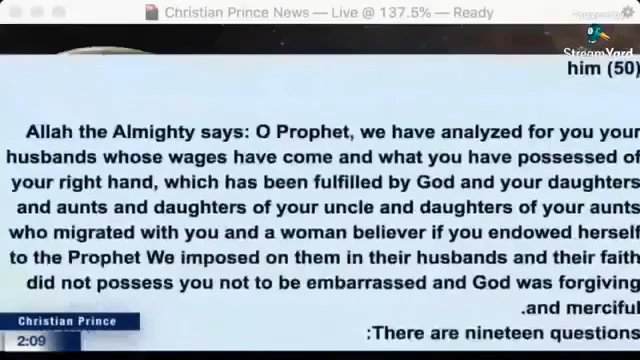 Christian Prince News — Live @ 137.5% — Ready
StreamYard
him (50)
Allah the Almighty says: O Prophet, we have analyzed for you your
husbands whose wages have come and what you have possessed of
your right hand, which has been fulfilled by God and your daughters
and aunts and daughters of your uncle and daughters of your aunts
who migrated with you and a woman believer if you endowed herself
to the Prophet We imposed on them in their husbands and their faith
did not possess you not to be embarrassed and God was forgiving
.and merciful
:There are nineteen questions
Christian Prince
2:09